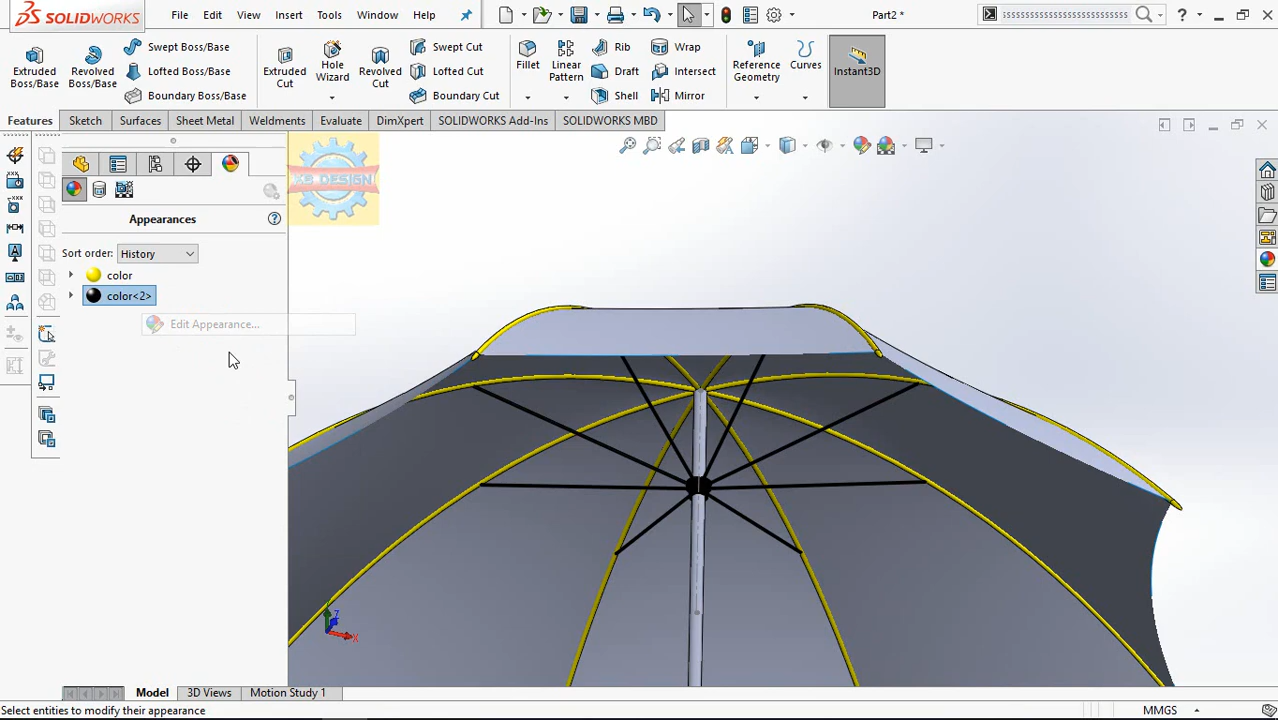 SOLIDWORKS File Edit View Insert Tools Window Help Part2 * ?
Extruded Boss/Base
Revolved Boss/Base
Swept Boss/Base
Lofted Boss/Base
Boundary Boss/Base
Extruded Cut
Hole Wizard
Revolved Cut
Swept Cut
Lofted Cut
Boundary Cut
Fillet
Linear Pattern
Rib
Draft
Shell
Wrap
Intersect
Mirror
Reference Geometry
Curves
Instant3D
Features Sketch Surfaces Sheet Metal Weldments Evaluate DimXpert SOLIDWORKS Add-Ins SOLIDWORKS MBD
KB DESIGN
Appearances ?
Sort order: History
color
color<2>
Edit Appearance...
Z
X
Model 3D Views Motion Study 1
Select entities to modify their appearance MMGS